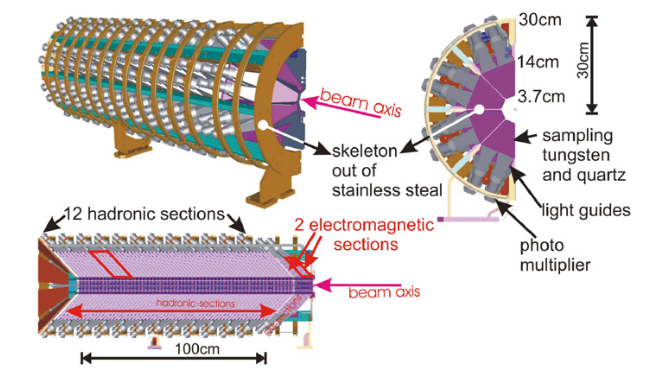 30cm
14cm
3.7cm
30cm
beam axis
skeleton
out of
stainless steal
sampling
tungsten
and quartz
light guides
photo
multiplier
12 hadronic sections
2 electromagnetic
sections
hadronic-sections
beam axis
100cm